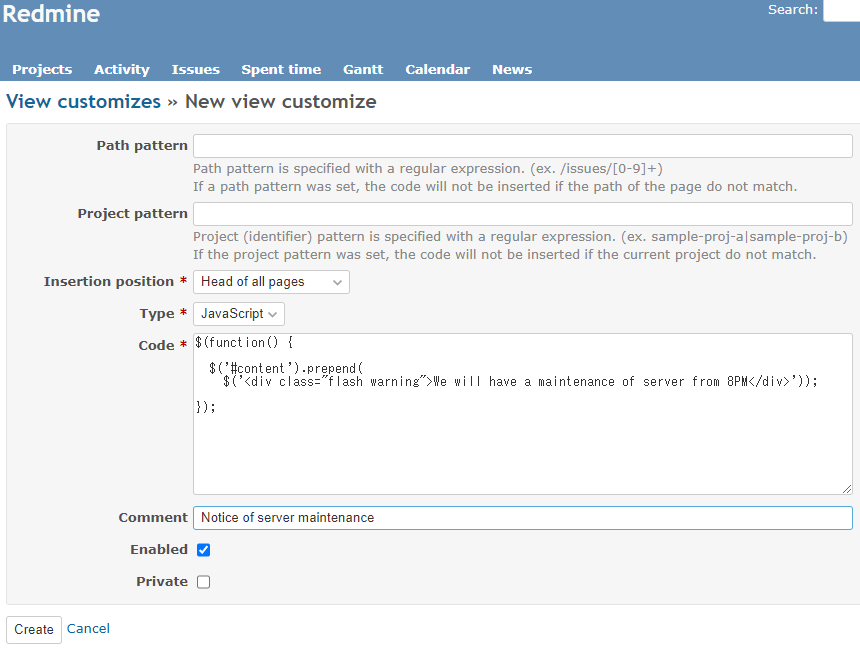 Redmine
Search:
Projects Activity Issues Spent time Gantt Calendar News
View customizes » New view customize
Path pattern
Path pattern is specified with a regular expression. (ex. /issues/[0-9]+)
If a path pattern was set, the code will not be inserted if the path of the page do not match.
Project pattern
Project (identifier) pattern is specified with a regular expression. (ex. sample-proj-a|sample-proj-b)
If the project pattern was set, the code will not be inserted if the current project do not match.
Insertion position * Head of all pages
Type * JavaScript
Code * $(function() {
$('#content').prepend(
$('<div class="flash warning">We will have a maintenance of server from 8PM</div>'));
});
Comment Notice of server maintenance
Enabled
Private
Create Cancel